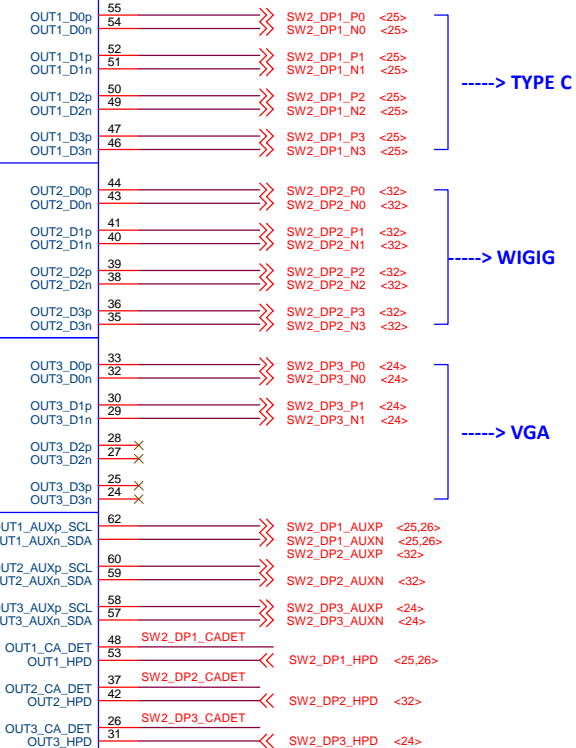 OUT1_D0p 55 SW2_DP1_P0 <25>
OUT1_D0n 54 SW2_DP1_N0 <25>
OUT1_D1p 52 SW2_DP1_P1 <25>
OUT1_D1n 51 SW2_DP1_N1 <25>
-----> TYPE C
OUT1_D2p 50 SW2_DP1_P2 <25>
OUT1_D2n 49 SW2_DP1_N2 <25>
OUT1_D3p 47 SW2_DP1_P3 <25>
OUT1_D3n 46 SW2_DP1_N3 <25>
OUT2_D0p 44 SW2_DP2_P0 <32>
OUT2_D0n 43 SW2_DP2_N0 <32>
OUT2_D1p 41 SW2_DP2_P1 <32>
OUT2_D1n 40 SW2_DP2_N1 <32>
-----> WIGIG
OUT2_D2p 39 SW2_DP2_P2 <32>
OUT2_D2n 38 SW2_DP2_N2 <32>
OUT2_D3p 36 SW2_DP2_P3 <32>
OUT2_D3n 35 SW2_DP2_N3 <32>
OUT3_D0p 33 SW2_DP3_P0 <24>
OUT3_D0n 32 SW2_DP3_N0 <24>
OUT3_D1p 30 SW2_DP3_P1 <24>
OUT3_D1n 29 SW2_DP3_N1 <24>
-----> VGA
OUT3_D2p 28
OUT3_D2n 27
OUT3_D3p 25
OUT3_D3n 24
OUT1_AUXp_SCL 62 SW2_DP1_AUXP <25,26>
UT1_AUXn_SDA SW2_DP1_AUXN <25,26>
SW2_DP2_AUXP <32>
OUT2_AUXp_SCL 60
UT2_AUXn_SDA 59 SW2_DP2_AUXN <32>
OUT3_AUXp_SCL 58 SW2_DP3_AUXP <24>
UT3_AUXn_SDA 57 SW2_DP3_AUXN <24>
OUT1_CA_DET 48 SW2_DP1_CADET
OUT1_HPD 53 SW2_DP1_HPD <25,26>
OUT2_CA_DET 37 SW2_DP2_CADET
OUT2_HPD 42 SW2_DP2_HPD <32>
OUT3_CA_DET 26 SW2_DP3_CADET
OUT3_HPD 31 SW2_DP3_HPD <24>